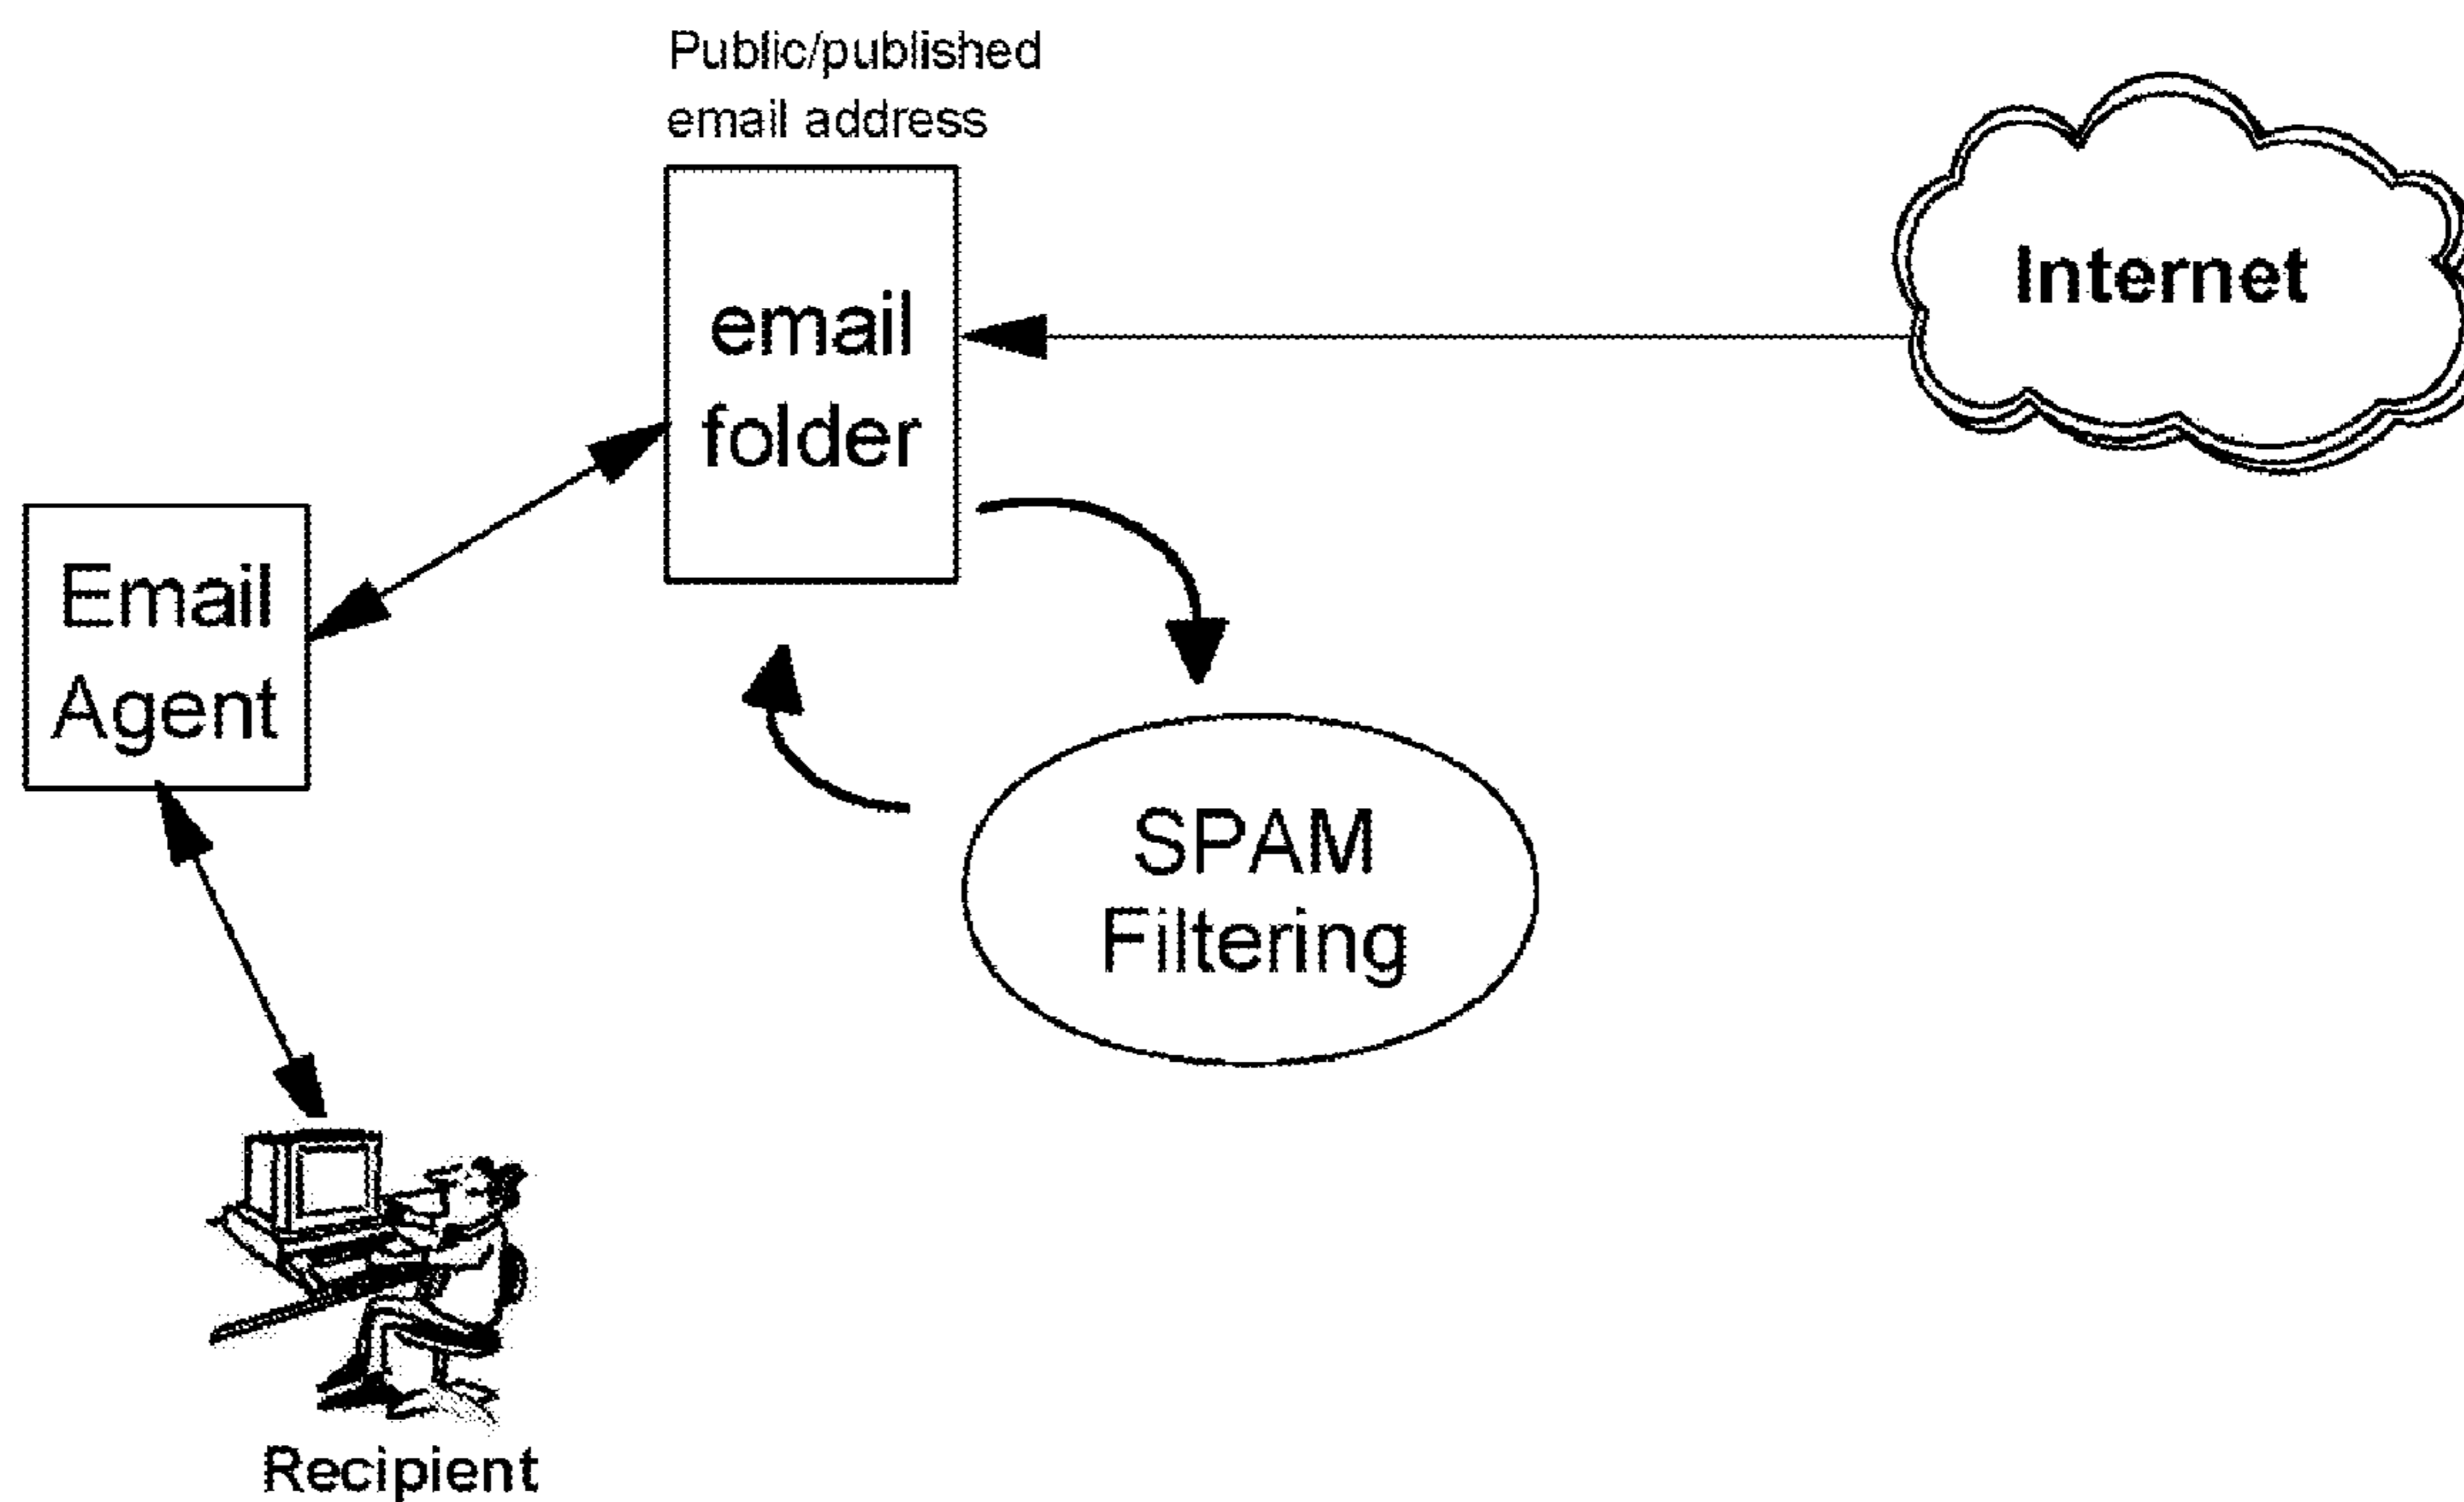 Public/published
email address
email
folder
Internet
Email
Agent
SPAM
Filtering
Recipient